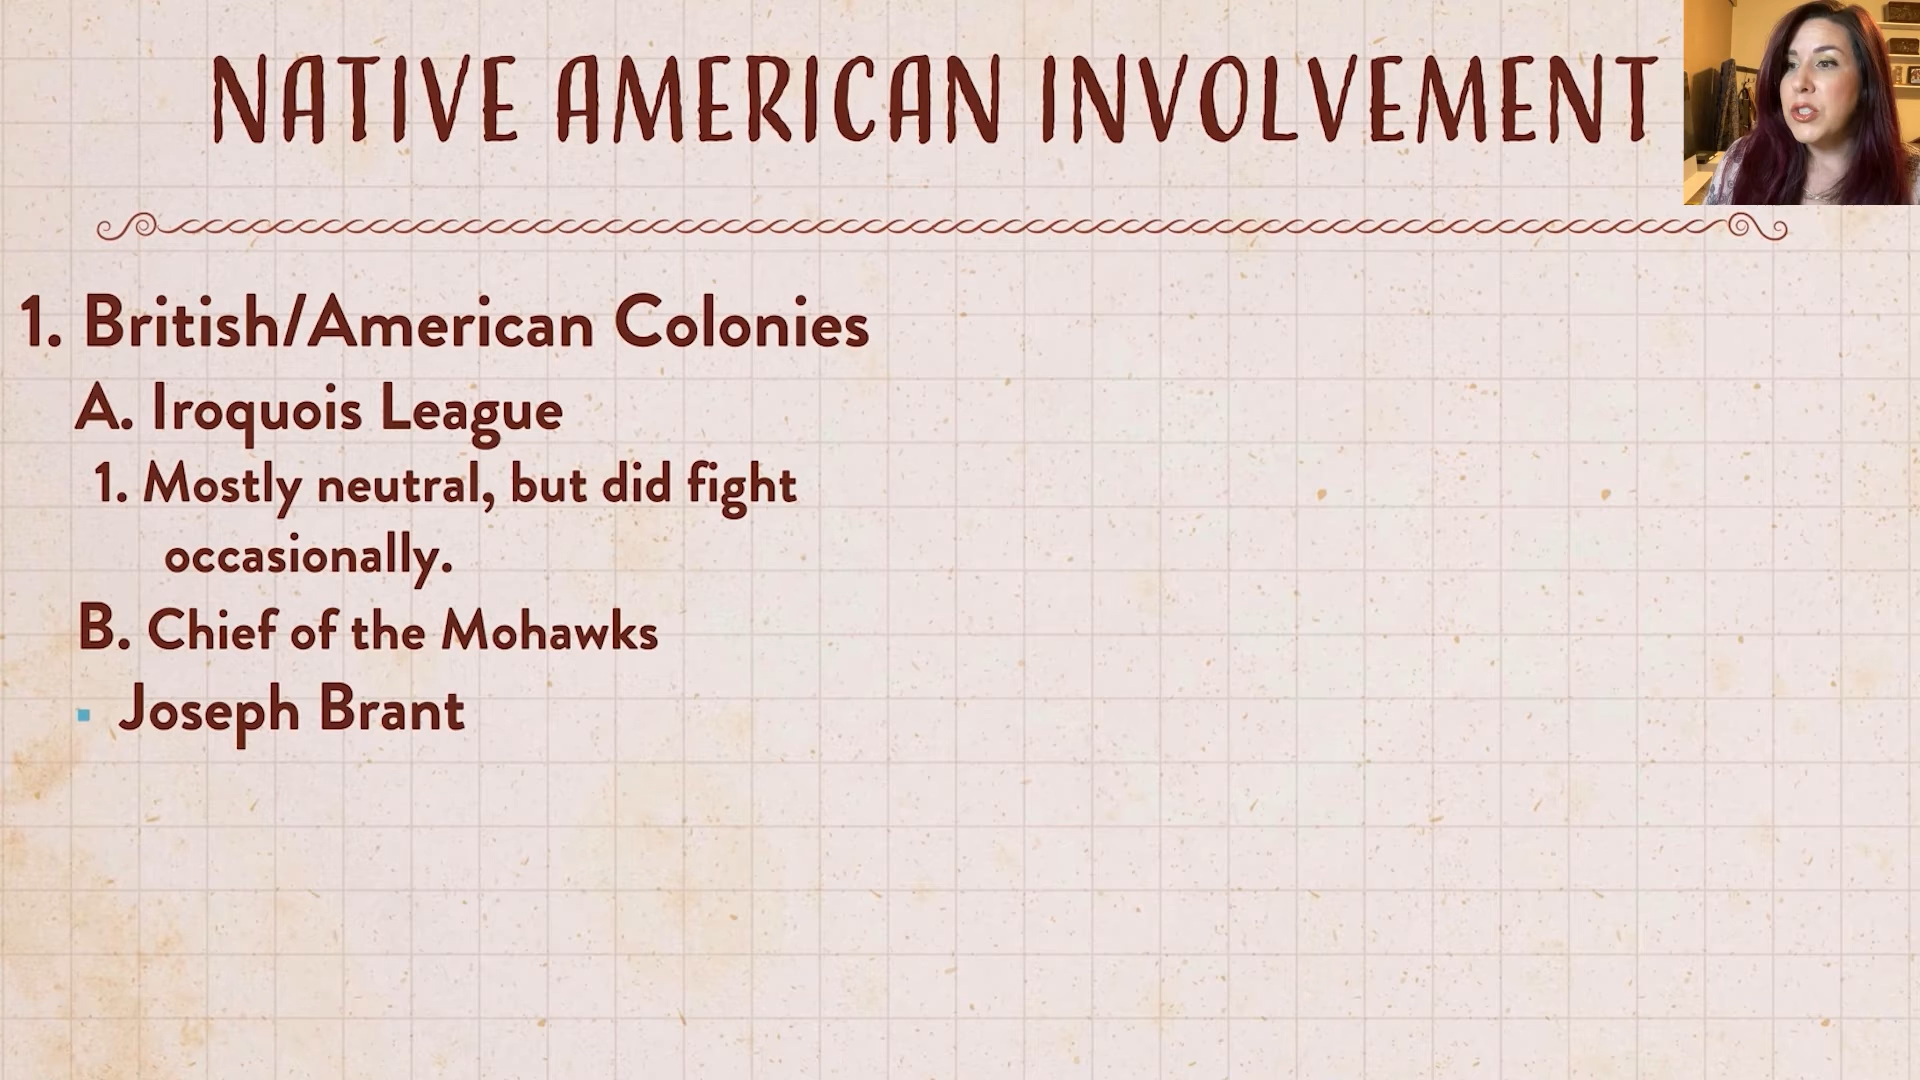 NATIVE AMERICAN INVOLVEMENT
1. British/American Colonies
A. Iroquois League
1. Mostly neutral, but did fight
occasionally.
B. Chief of the Mohawks
▪ Joseph Brant